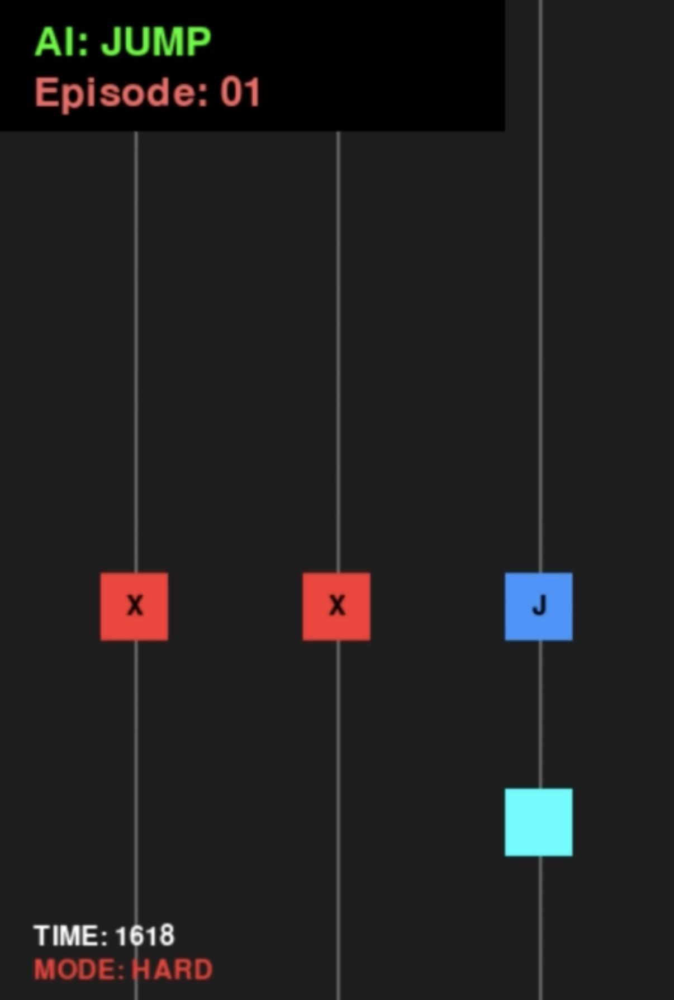 AI: JUMP
Episode: 01
X X J
TIME: 1618
MODE: HARD